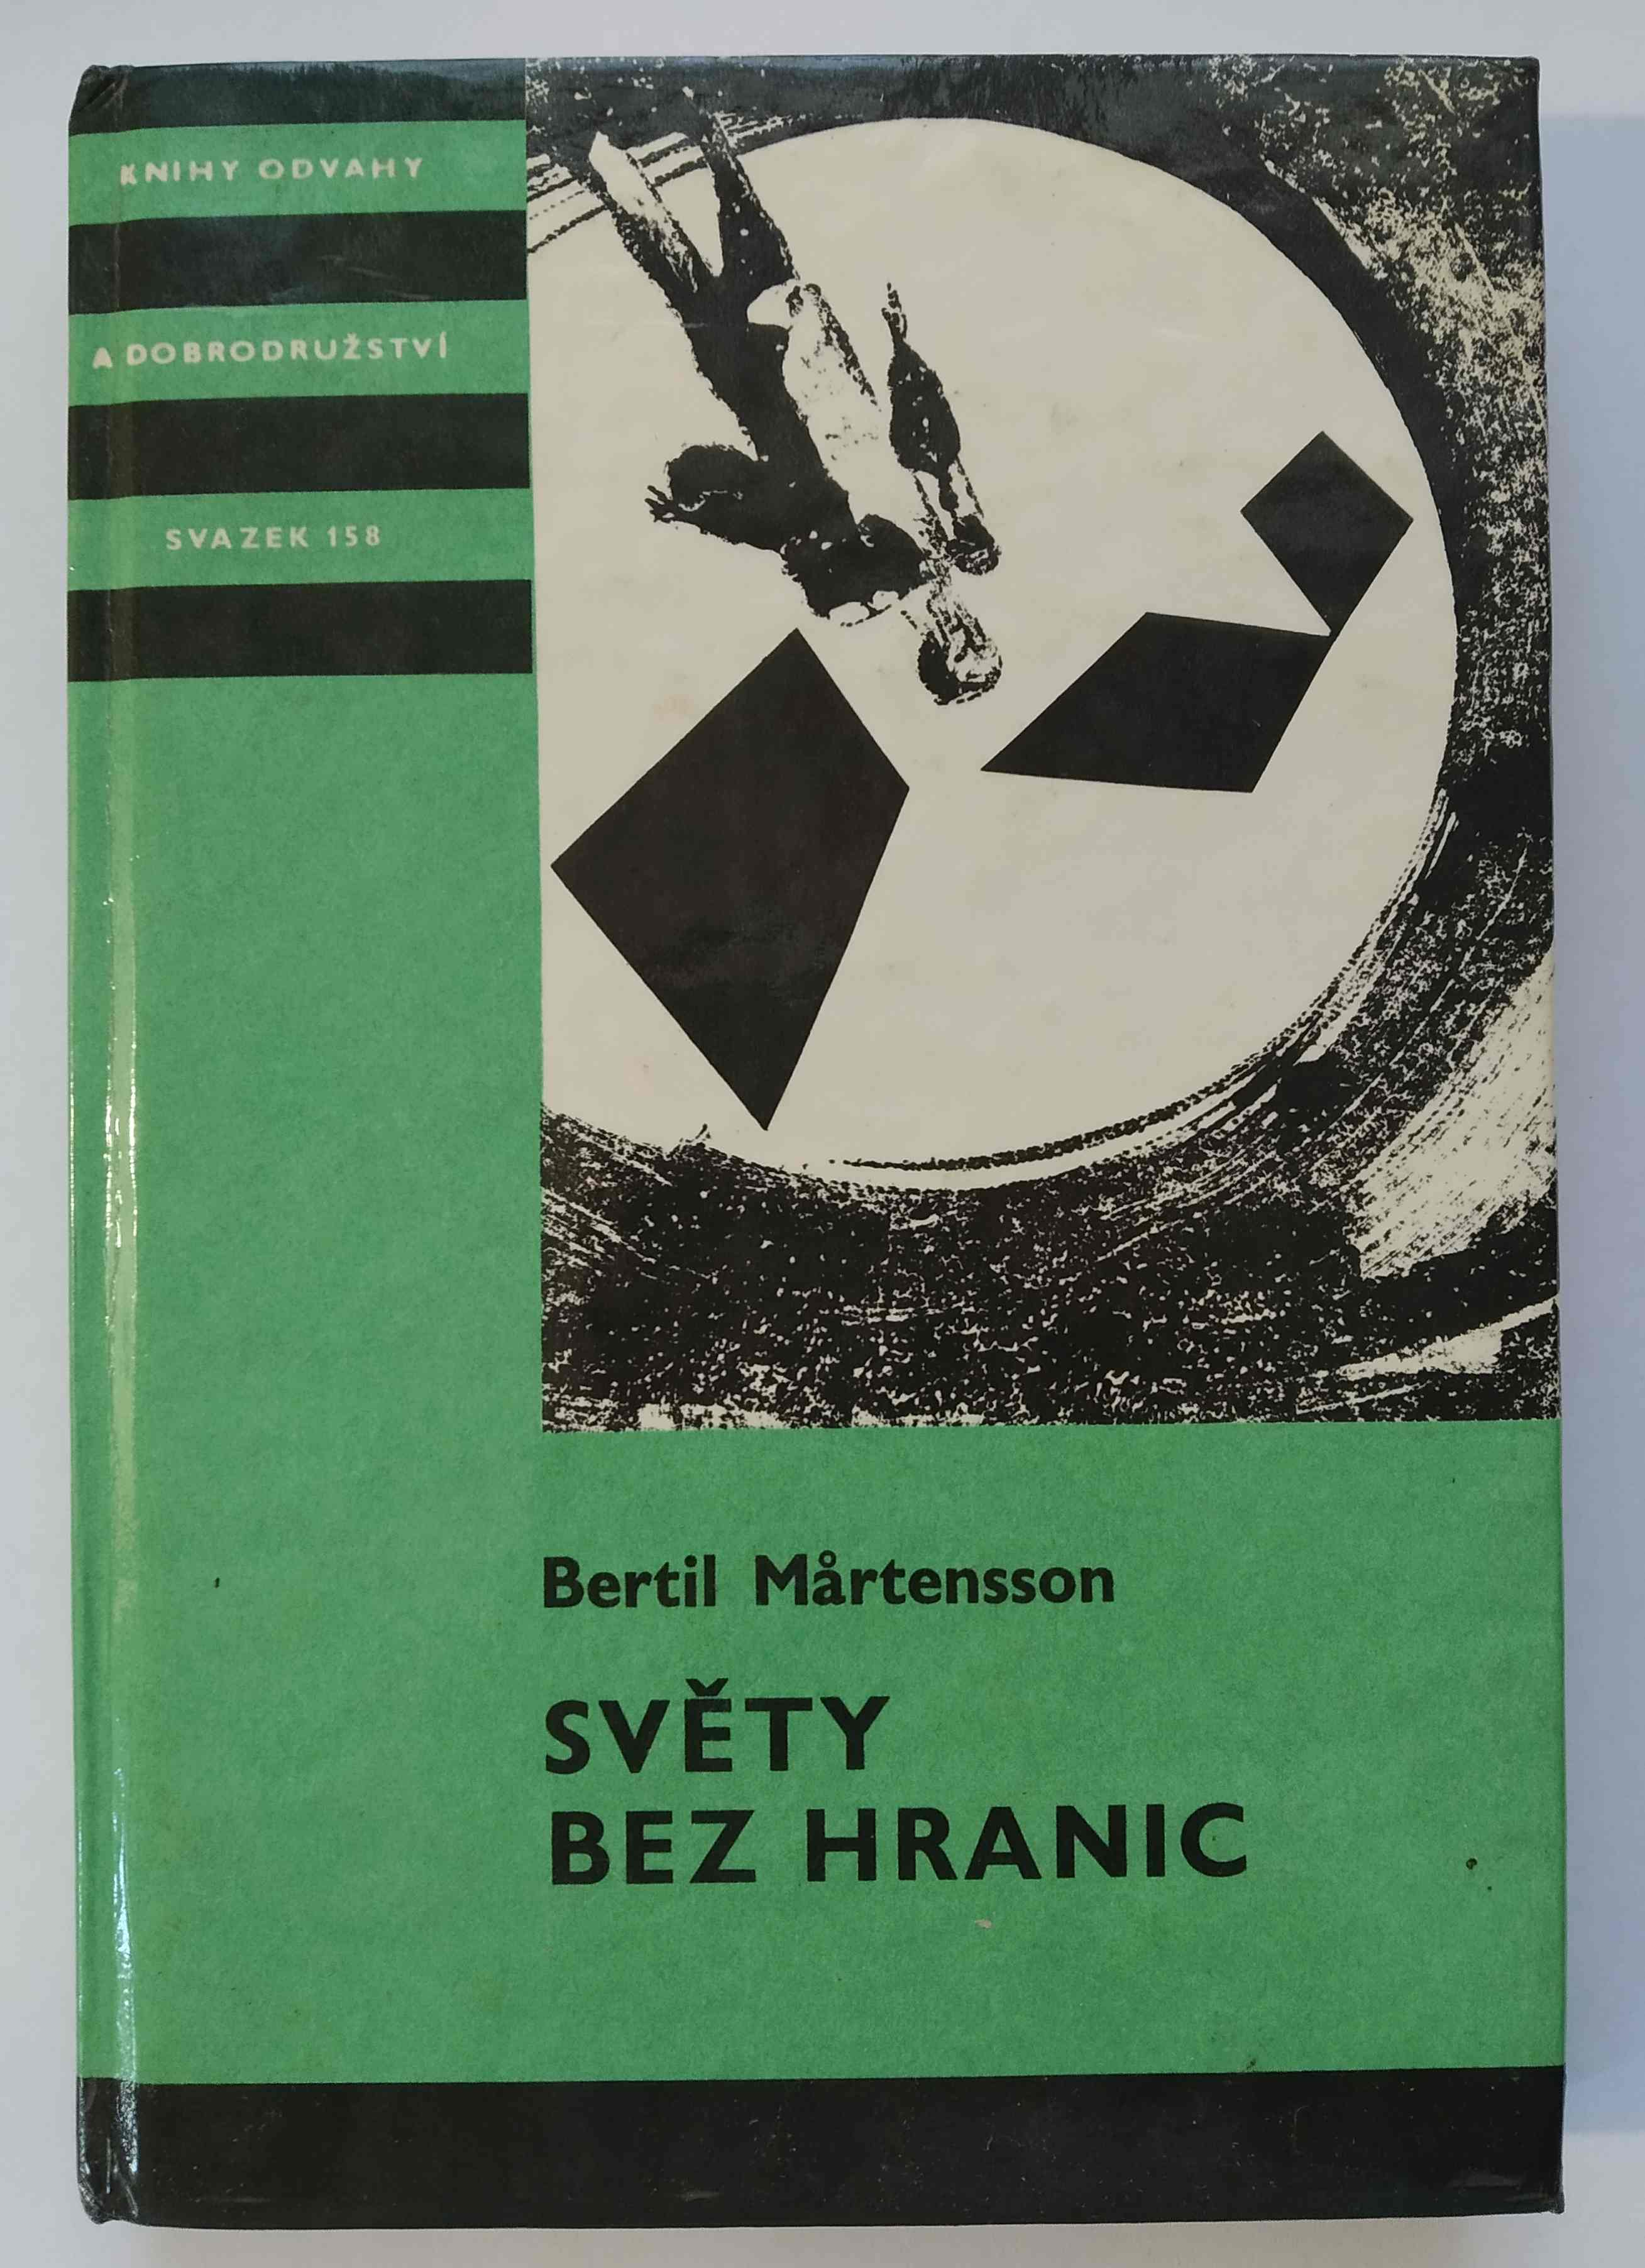 KNIHY ODVAHY
A DOBRODRUŽSTVÍ
SVAZEK 158
Bertil Mårtensson
SVĚTY
BEZ HRANIC